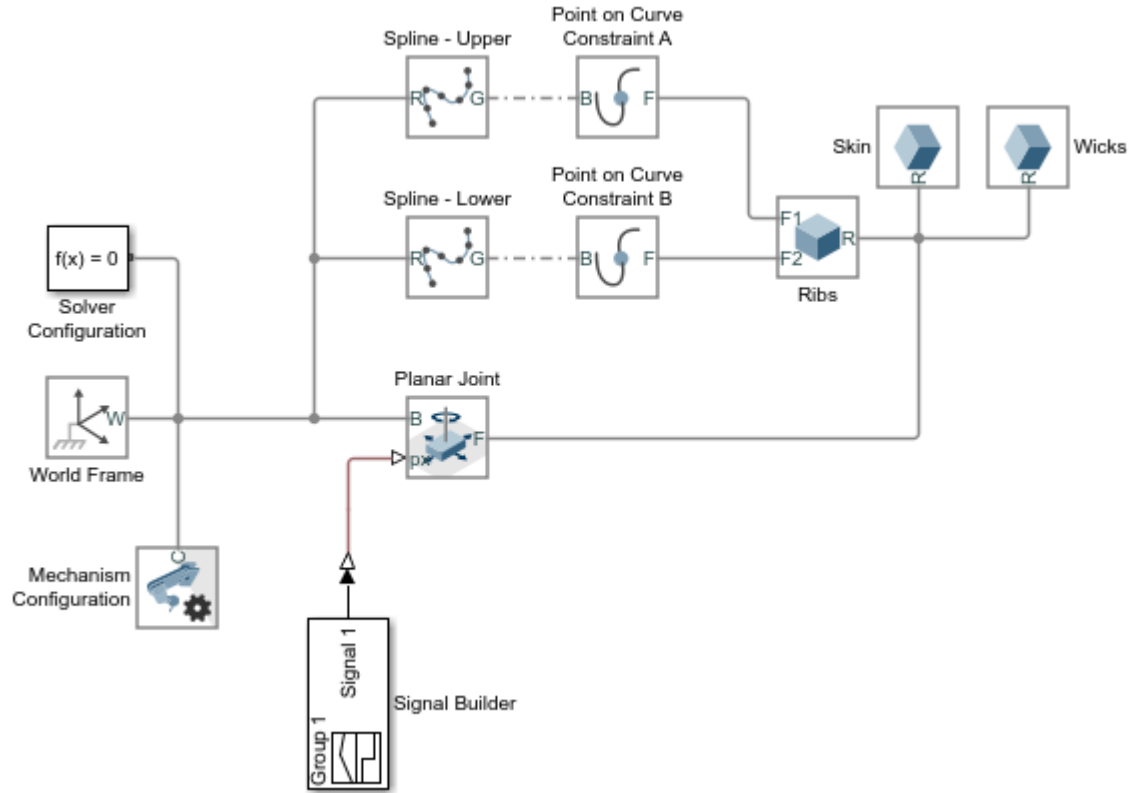 Point on Curve
Constraint A
Spline - Upper
R
G
B
F
Skin
R
Wicks
R
Point on Curve
Constraint B
Spline - Lower
R
G
B
F
F1
F2
R
Ribs
f(x) = 0
Solver
Configuration
Planar Joint
W
B
F
px
World Frame
C
Mechanism
Configuration
Signal 1
Group 1
Signal Builder